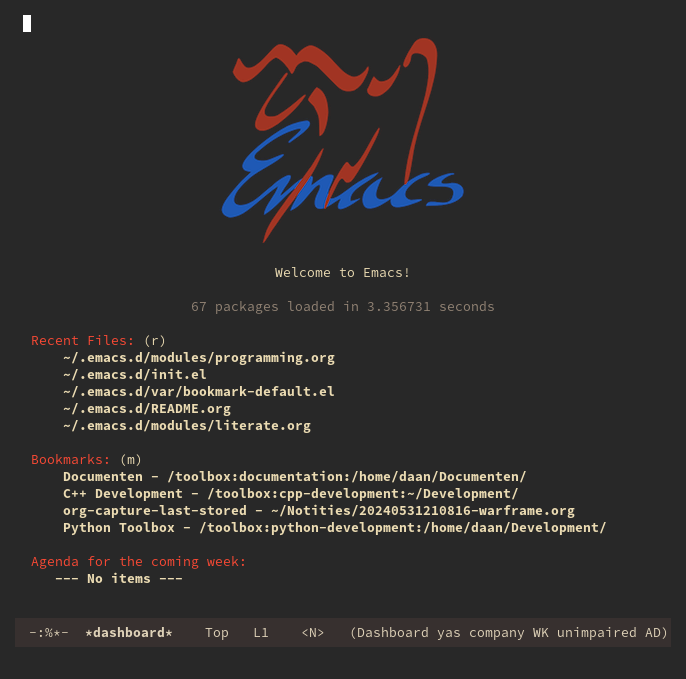 Emacs
Welcome to Emacs!
67 packages loaded in 3.356731 seconds
Recent Files: (r)
~/.emacs.d/modules/programming.org
~/.emacs.d/init.el
~/.emacs.d/var/bookmark-default.el
~/.emacs.d/README.org
~/.emacs.d/modules/literate.org
Bookmarks: (m)
Documenten - /toolbox:documentation:/home/daan/Documenten/
C++ Development - /toolbox:cpp-development:~/Development/
org-capture-last-stored - ~/Notities/20240531210816-warframe.org
Python Toolbox - /toolbox:python-development:/home/daan/Development/
Agenda for the coming week:
--- No items ---
-:%*- *dashboard* Top L1 <N> (Dashboard yas company WK unimpaired AD)